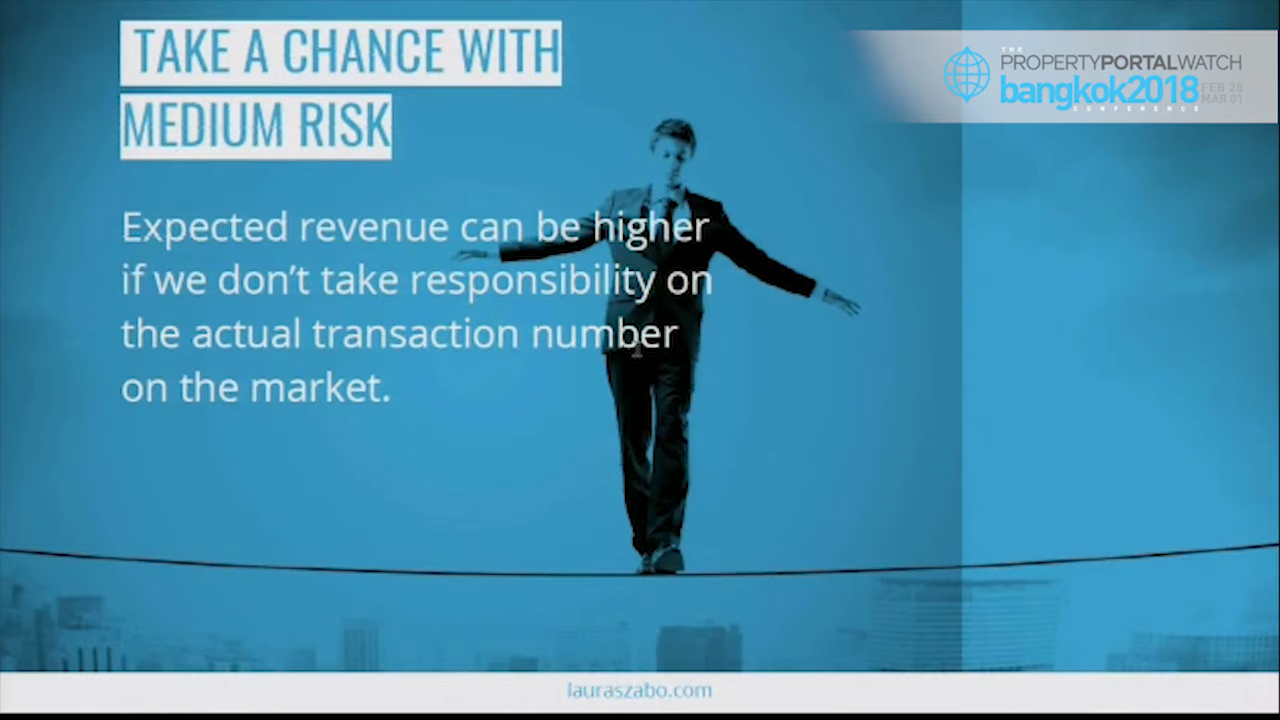 TAKE A CHANCE WITH
MEDIUM RISK
THE
PROPERTYPORTALWATCH
bangkok2018
FEB 28
MAR 01
CONFERENCE
Expected revenue can be higher
if we don’t take responsibility on
the actual transaction number
on the market.
lauraszabo.com